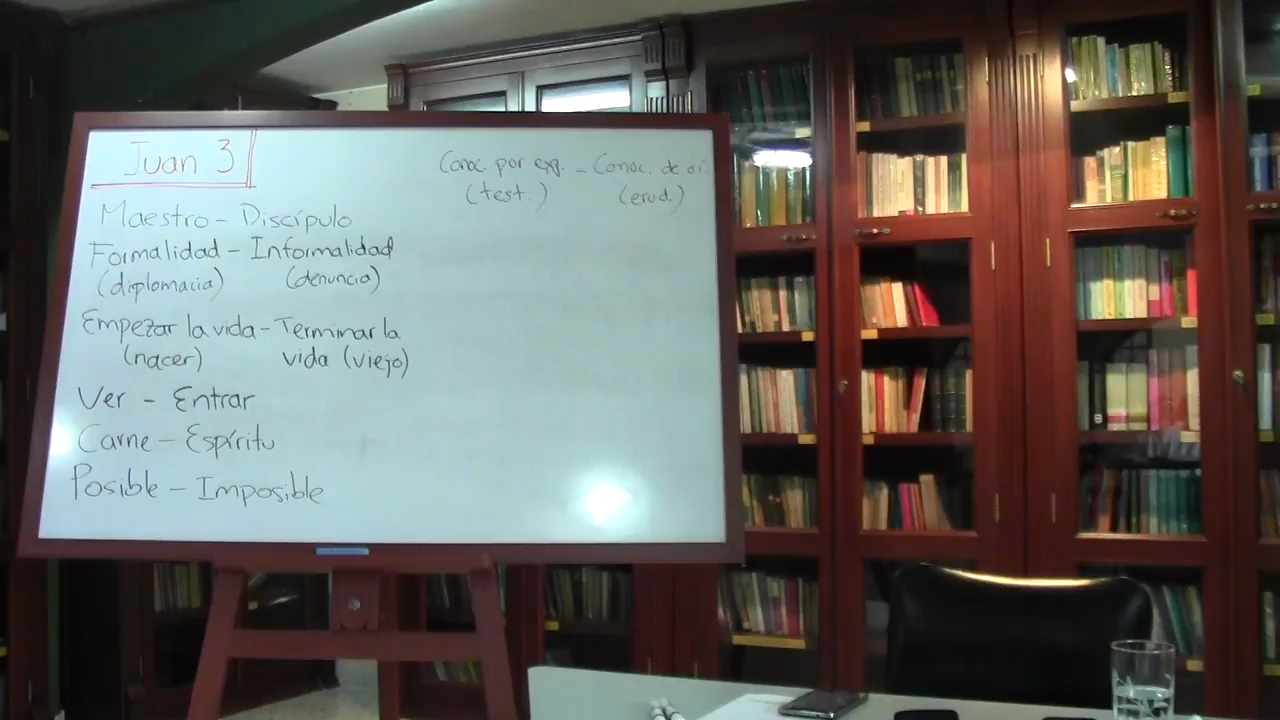 Juan 3
Maestro - Discípulo
Formalidad - Informalidad
(diplomacia) (denuncia)
Empezar la vida - Terminar la
(nacer) vida (viejo)
Ver - Entrar
Carne - Espíritu
Posible - Imposible
Conoc. por exp. - Conoc. de oí.
(test.) (erud.)